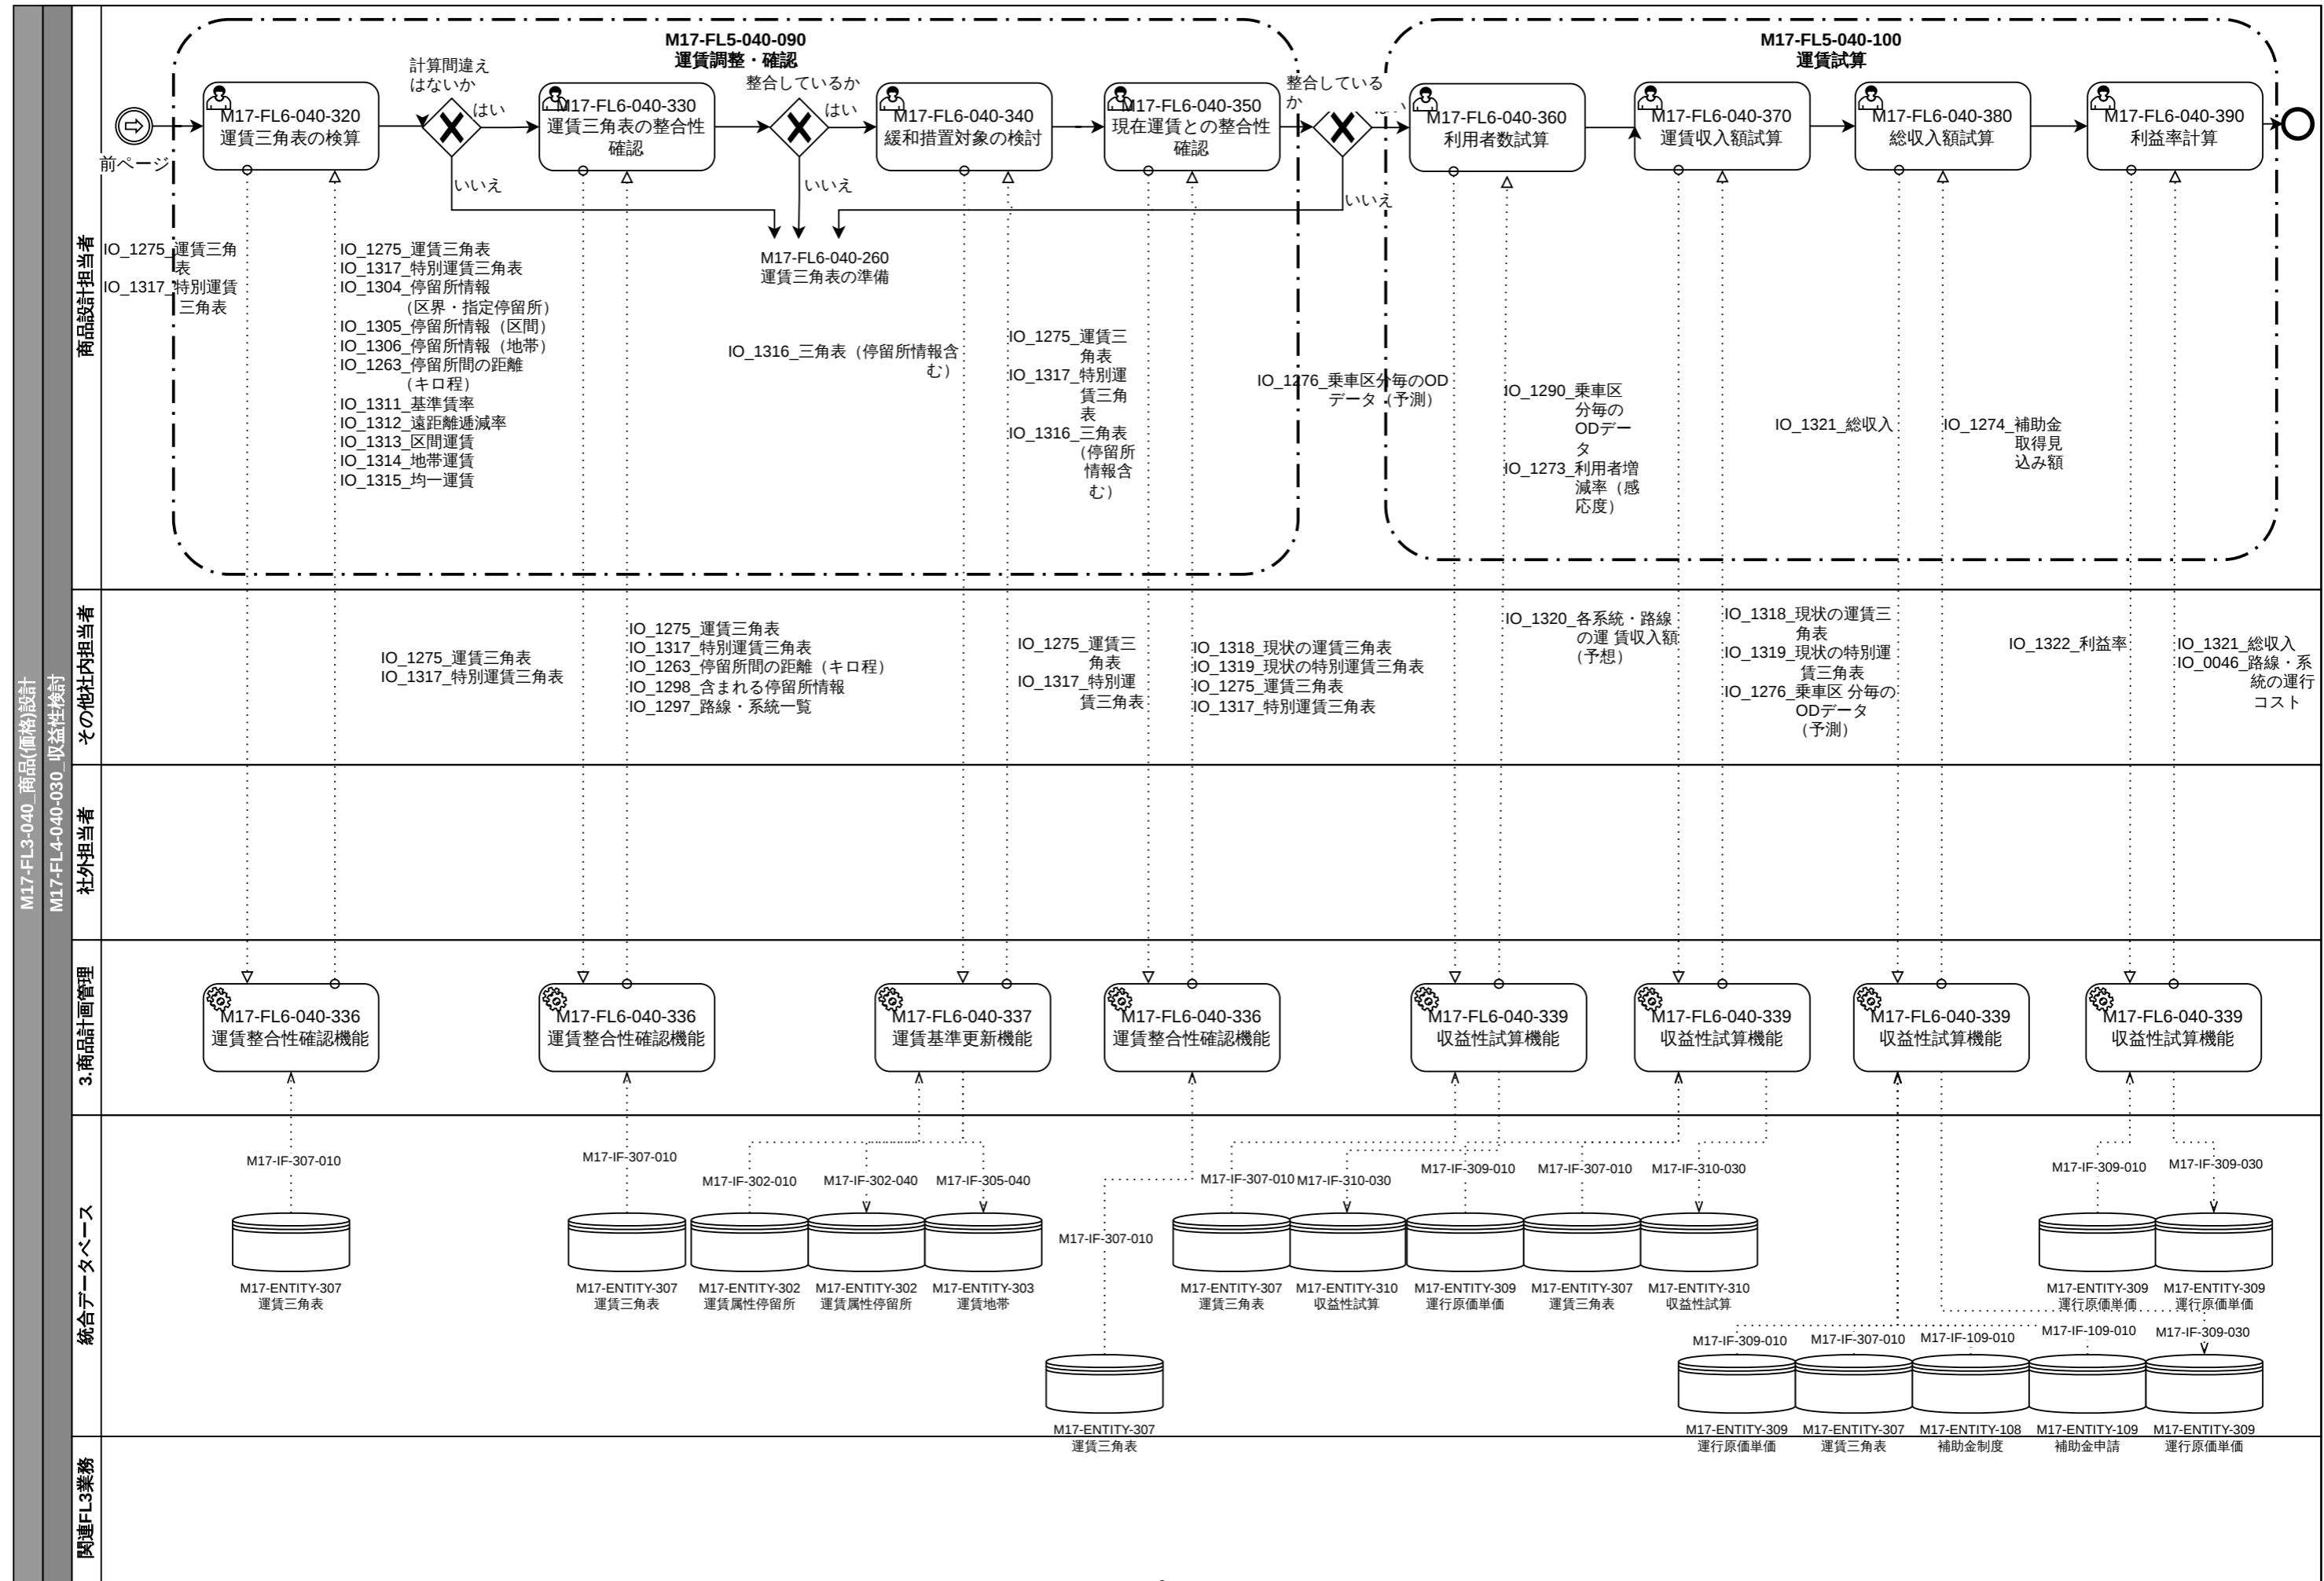 M17-FL3-040_商品(価格)設計
M17-FL4-040-030_収益性検討
商品設計担当者
M17-FL5-040-090
運賃調整・確認
M17-FL5-040-100
運賃試算
前ページ
M17-FL6-040-320
運賃三角表の検算
計算間違え
はないか
はい
いいえ
M17-FL6-040-330
運賃三角表の整合性
確認
整合しているか
はい
いいえ
M17-FL6-040-340
緩和措置対象の検討
M17-FL6-040-350
現在運賃との整合性
確認
整合している
か
いいえ
M17-FL6-040-360
利用者数試算
M17-FL6-040-370
運賃収入額試算
M17-FL6-040-380
総収入額試算
M17-FL6-040-390
利益率計算
M17-FL6-040-260
運賃三角表の準備
IO_1275_運賃三角
表
IO_1317_特別運賃
三角表
IO_1275_運賃三角表
IO_1317_特別運賃三角表
IO_1304_停留所情報
（区界・指定停留所）
IO_1305_停留所情報（区間）
IO_1306_停留所情報（地帯）
IO_1263_停留所間の距離
（キロ程）
IO_1311_基準賃率
IO_1312_遠距離逓減率
IO_1313_区間運賃
IO_1314_地帯運賃
IO_1315_均一運賃
IO_1316_三角表（停留所情報含
む）
IO_1275_運賃三
角表
IO_1317_特別運
賃三角
表
IO_1316_三角表
（停留所
情報含
む）
IO_1276_乗車区分毎のOD
データ（予測）
IO_1290_乗車区
分毎の
ODデー
タ
IO_1273_利用者増
減率（感
応度）
IO_1321_総収入
IO_1274_補助金
取得見
込み額
その他社内担当者
IO_1275_運賃三角表
IO_1317_特別運賃三角表
IO_1275_運賃三角表
IO_1317_特別運賃三角表
IO_1263_停留所間の距離（キロ程）
IO_1298_含まれる停留所情報
IO_1297_路線・系統一覧
IO_1275_運賃三
角表
IO_1317_特別運
賃三角表
IO_1318_現状の運賃三角表
IO_1319_現状の特別運賃三角表
IO_1275_運賃三角表
IO_1317_特別運賃三角表
IO_1320_各系統・路線
の運 賃収入額
（予想）
IO_1318_現状の運賃三
角表
IO_1319_現状の特別運
賃三角表
IO_1276_乗車区 分毎の
ODデータ
（予測）
IO_1322_利益率
IO_1321_総収入
IO_0046_路線・系
統の運行
コスト
社外担当者
3.商品計画管理
M17-FL6-040-336
運賃整合性確認機能
M17-FL6-040-336
運賃整合性確認機能
M17-FL6-040-337
運賃基準更新機能
M17-FL6-040-336
運賃整合性確認機能
M17-FL6-040-339
収益性試算機能
M17-FL6-040-339
収益性試算機能
M17-FL6-040-339
収益性試算機能
M17-FL6-040-339
収益性試算機能
統合データベース
M17-IF-307-010
M17-IF-307-010
M17-IF-302-010
M17-IF-302-040
M17-IF-305-040
M17-IF-307-010
M17-IF-307-010
M17-IF-310-030
M17-IF-309-010
M17-IF-307-010
M17-IF-310-030
M17-IF-309-010
M17-IF-309-030
M17-ENTITY-307
運賃三角表
M17-ENTITY-307
運賃三角表
M17-ENTITY-302
運賃属性停留所
M17-ENTITY-302
運賃属性停留所
M17-ENTITY-303
運賃地帯
M17-ENTITY-307
運賃三角表
M17-ENTITY-310
収益性試算
M17-ENTITY-309
運行原価単価
M17-ENTITY-307
運賃三角表
M17-ENTITY-310
収益性試算
M17-ENTITY-309
運行原価単価
M17-ENTITY-309
運行原価単価
M17-IF-309-010
M17-IF-307-010
M17-IF-109-010
M17-IF-109-010
M17-IF-309-030
M17-ENTITY-307
運賃三角表
M17-ENTITY-309
運行原価単価
M17-ENTITY-307
運賃三角表
M17-ENTITY-108
補助金制度
M17-ENTITY-109
補助金申請
M17-ENTITY-309
運行原価単価
関連FL3業務